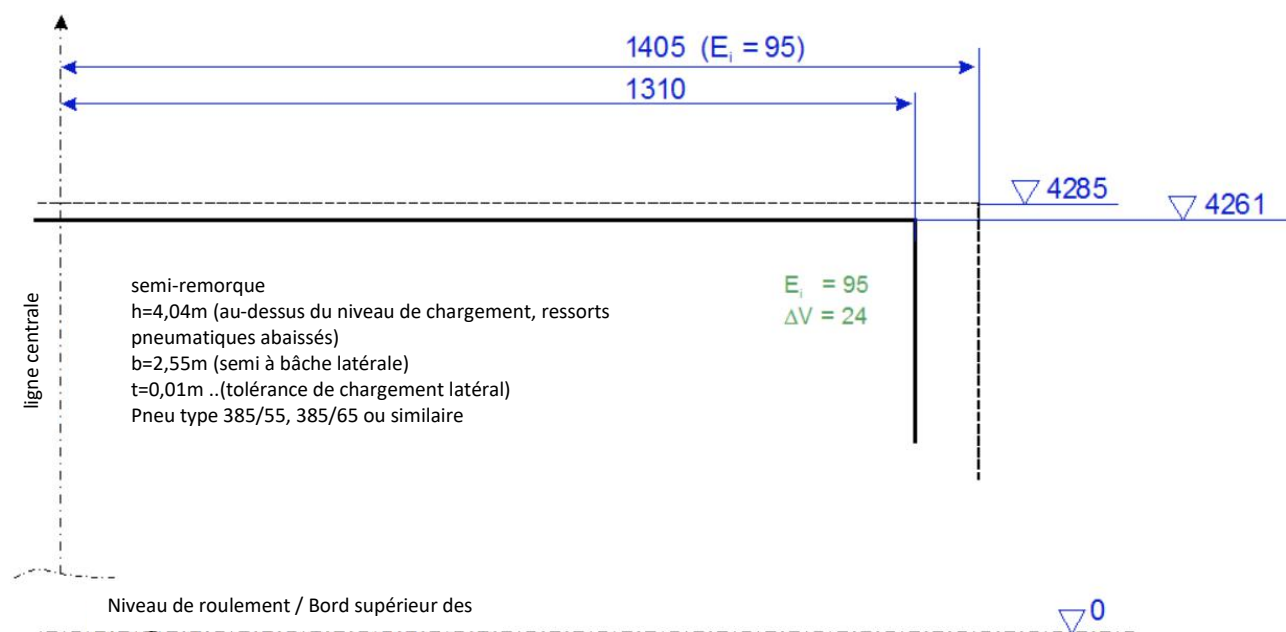 1405 (Eᵢ = 95)
1310
4285
4261
semi-remorque
h=4,04m (au-dessus du niveau de chargement, ressorts
pneumatiques abaissés)
b=2,55m (semi à bâche latérale)
t=0,01m ..(tolérance de chargement latéral)
Pneu type 385/55, 385/65 ou similaire
Eᵢ = 95
ΔV = 24
ligne centrale
Niveau de roulement / Bord supérieur des
0